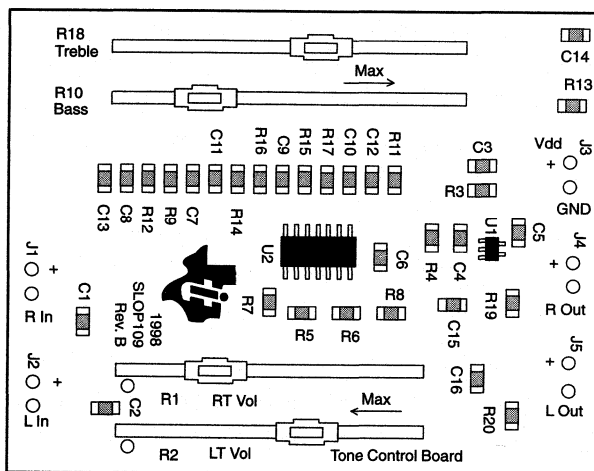 R18
Treble
C14
Max
R10
Bass
R13
C11
R16
C9
R15
R17
C10
C12
R11
C3
Vdd
+
J3
R3
GND
C13
C8
R12
R9
C7
R14
U2
C6
R4
C4
U1
C5
J4
+
J1
+
R In
C1
1998
SLOP109
Rev. B
R7
R5
R6
R8
C15
R19
R Out
J2
+
L In
C2
R1
RT Vol
Max
C16
R20
J5
+
L Out
R2
LT Vol
Tone Control Board